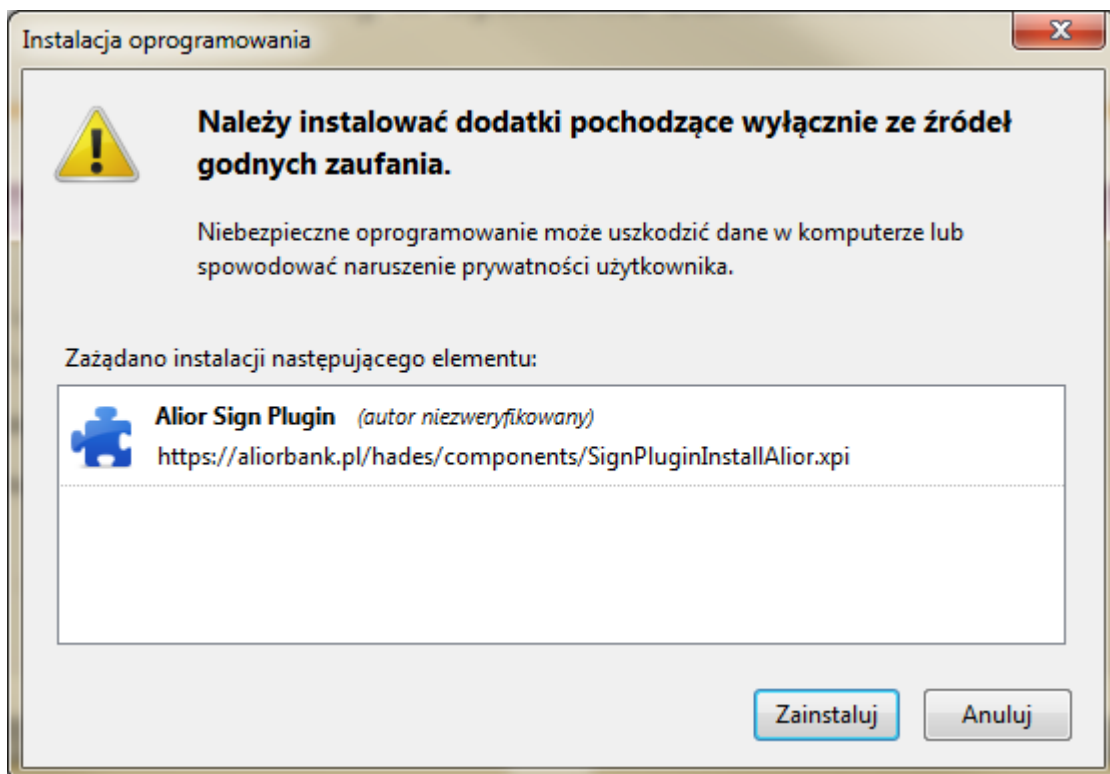 Instalacja oprogramowania
Należy instalować dodatki pochodzące wyłącznie ze źródeł
godnych zaufania.
Niebezpieczne oprogramowanie może uszkodzić dane w komputerze lub
spowodować naruszenie prywatności użytkownika.
Zażądano instalacji następującego elementu:
Alior Sign Plugin (autor niezweryfikowany)
https://aliorbank.pl/hades/components/SignPluginInstallAlior.xpi
Zainstaluj Anuluj